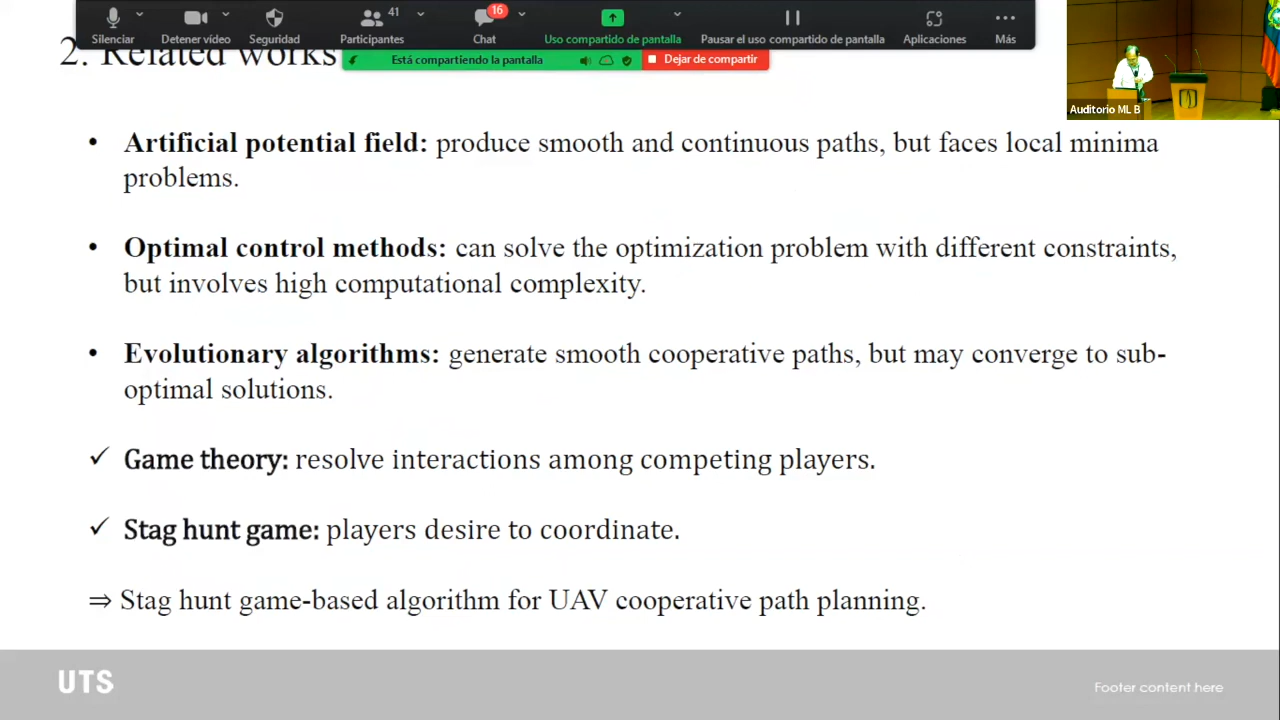 16
41
Silenciar
Detener vídeo
Seguridad
Participantes
Chat
Uso compartido de pantalla
Pausar el uso compartido de pantalla
Aplicaciones
Más
2. Related works
Está compartiendo la pantalla
Dejar de compartir
Auditorio ML B
• Artificial potential field: produce smooth and continuous paths, but faces local minima
problems.
• Optimal control methods: can solve the optimization problem with different constraints,
but involves high computational complexity.
• Evolutionary algorithms: generate smooth cooperative paths, but may converge to sub-
optimal solutions.
✓ Game theory: resolve interactions among competing players.
✓ Stag hunt game: players desire to coordinate.
⇒ Stag hunt game-based algorithm for UAV cooperative path planning.
UTS
Footer content here